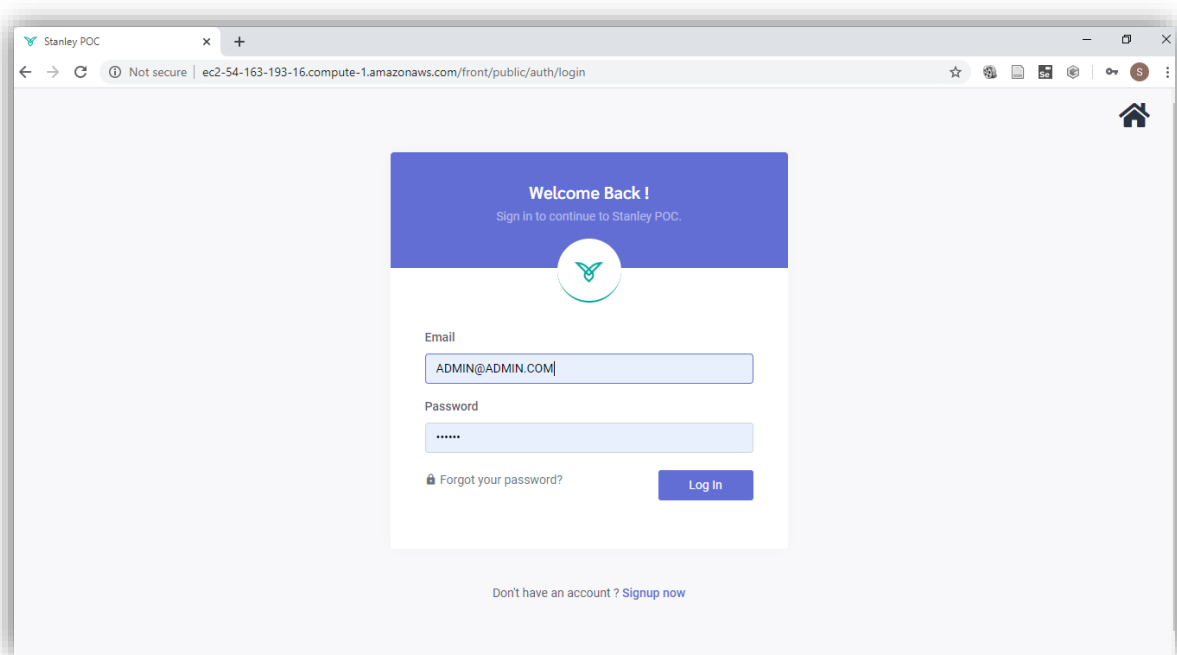 Stanley POC
Not secure | ec2-54-163-193-16.compute-1.amazonaws.com/front/public/auth/login
Se
S
Welcome Back !
Sign in to continue to Stanley POC.
Email
ADMIN@ADMIN.COM
Password
••••••
Forgot your password?
Log In
Don't have an account ? Signup now